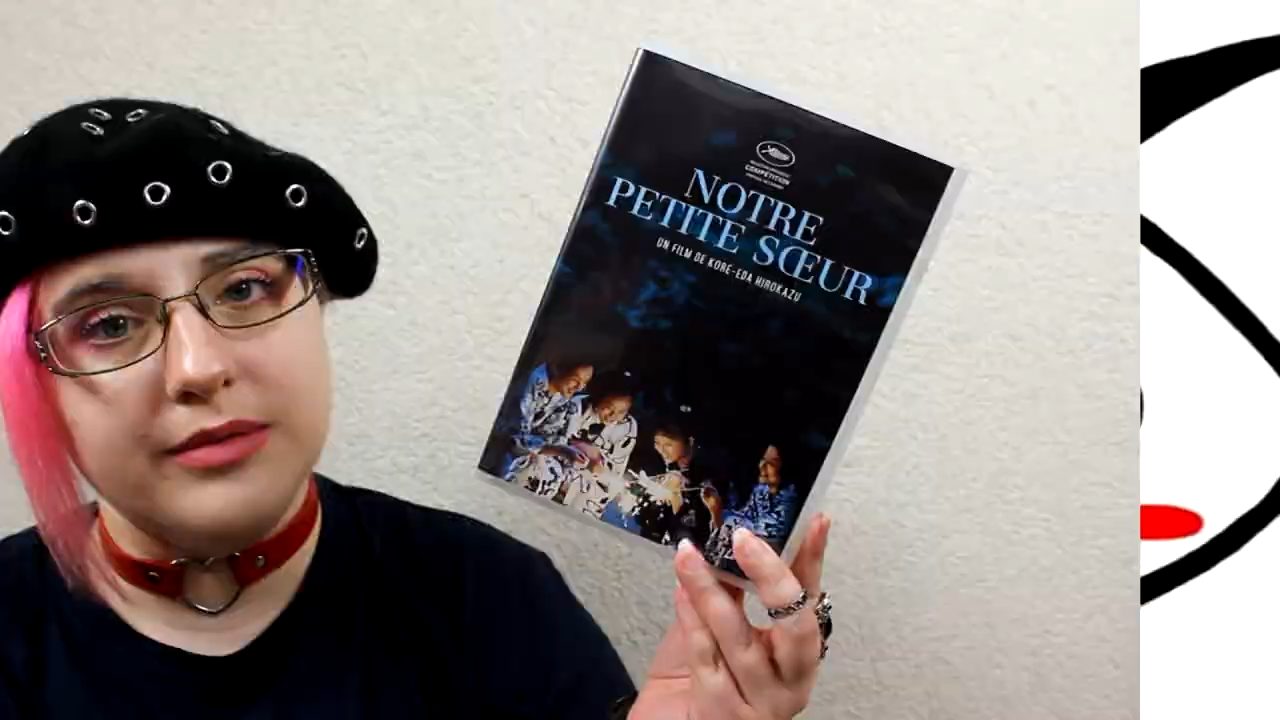 COMPETITION
NOTRE
PETITE SŒUR
UN FILM DE KORE-EDA HIROKAZU